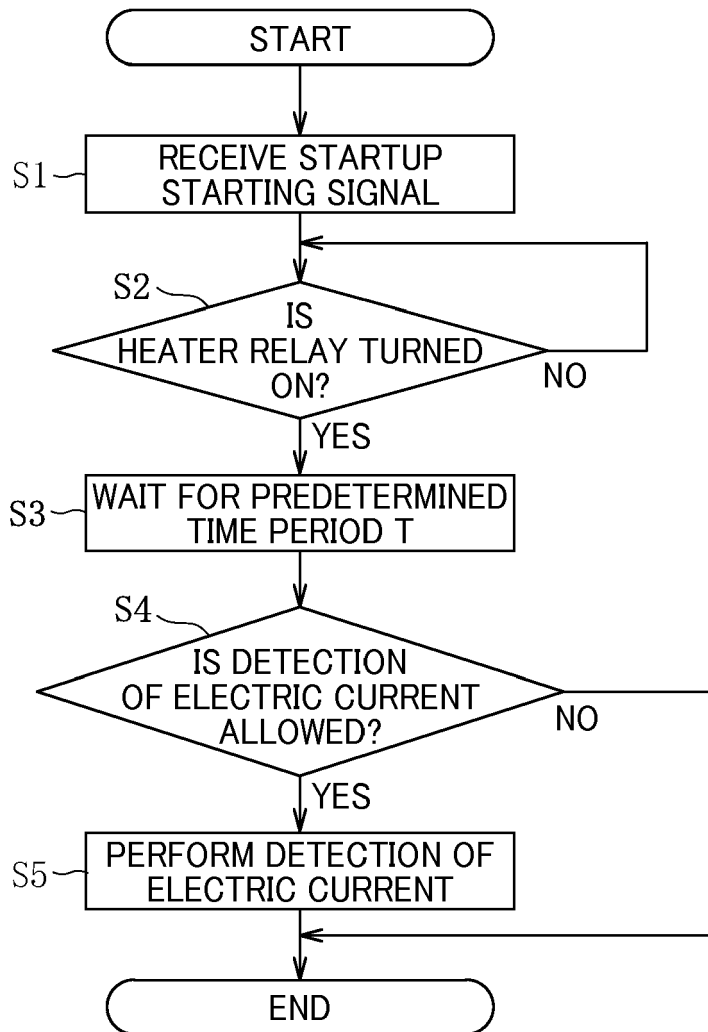 START
S1
RECEIVE STARTUP
STARTING SIGNAL
S2
IS
HEATER RELAY TURNED
ON?
NO
YES
S3
WAIT FOR PREDETERMINED
TIME PERIOD T
S4
IS DETECTION
OF ELECTRIC CURRENT
ALLOWED?
NO
YES
S5
PERFORM DETECTION OF
ELECTRIC CURRENT
END